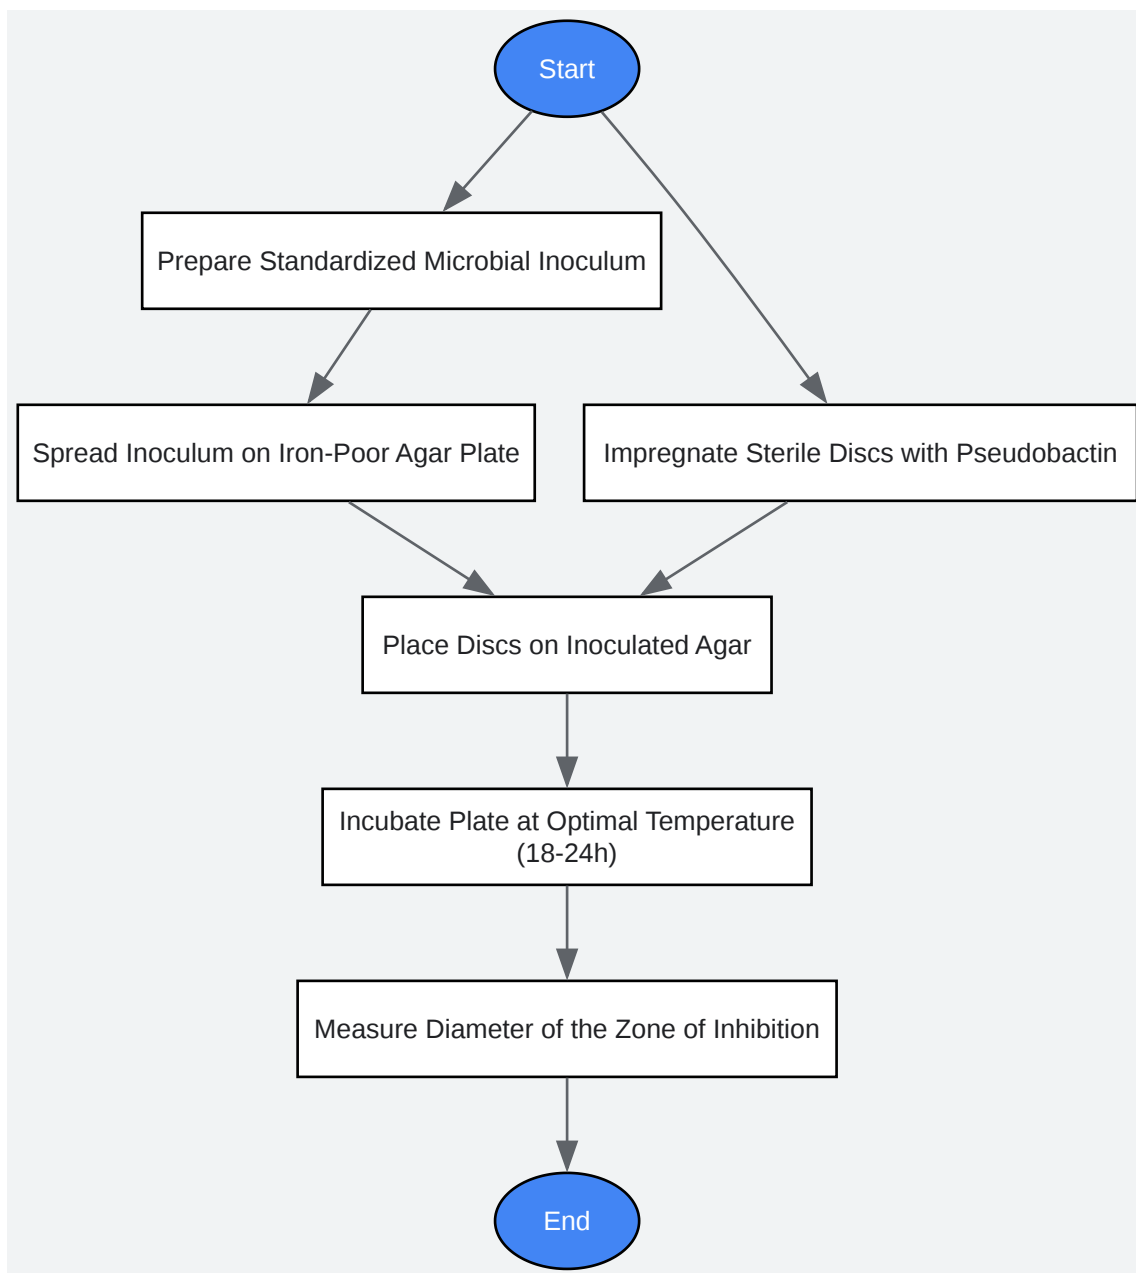 Start
Prepare Standardized Microbial Inoculum
Spread Inoculum on Iron-Poor Agar Plate
Impregnate Sterile Discs with Pseudobactin
Place Discs on Inoculated Agar
Incubate Plate at Optimal Temperature
(18-24h)
Measure Diameter of the Zone of Inhibition
End